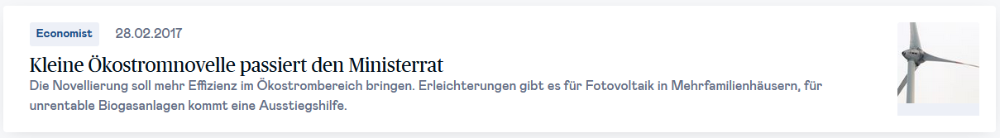 Economist 28.02.2017
Kleine Ökostromnovelle passiert den Ministerrat
Die Novellierung soll mehr Effizienz im Ökostrombereich bringen. Erleichterungen gibt es für Fotovoltaik in Mehrfamilienhäusern, für
unrentable Biogasanlagen kommt eine Ausstiegshilfe.